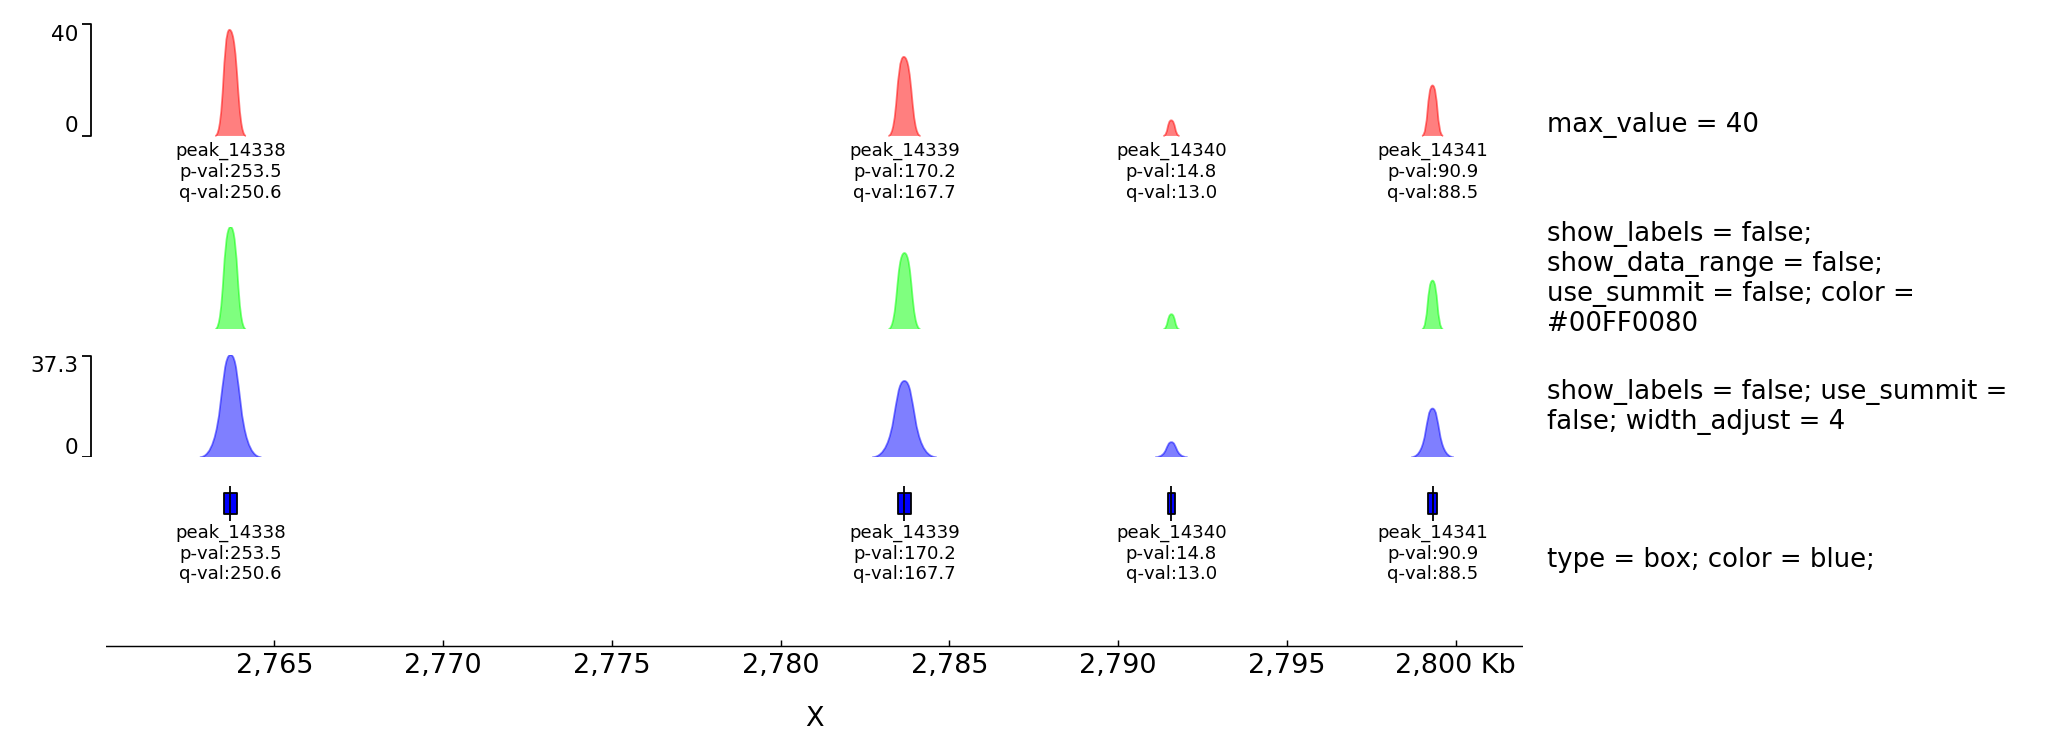 40
0
peak_14338
p-val:253.5
q-val:250.6
peak_14339
p-val:170.2
q-val:167.7
peak_14340
p-val:14.8
q-val:13.0
peak_14341
p-val:90.9
q-val:88.5
max_value = 40
show_labels = false;
show_data_range = false;
use_summit = false; color =
#00FF0080
37.3
0
show_labels = false; use_summit =
false; width_adjust = 4
peak_14338
p-val:253.5
q-val:250.6
peak_14339
p-val:170.2
q-val:167.7
peak_14340
p-val:14.8
q-val:13.0
peak_14341
p-val:90.9
q-val:88.5
type = box; color = blue;
2,765 2,770 2,775 2,780 2,785 2,790 2,795 2,800 Kb
X